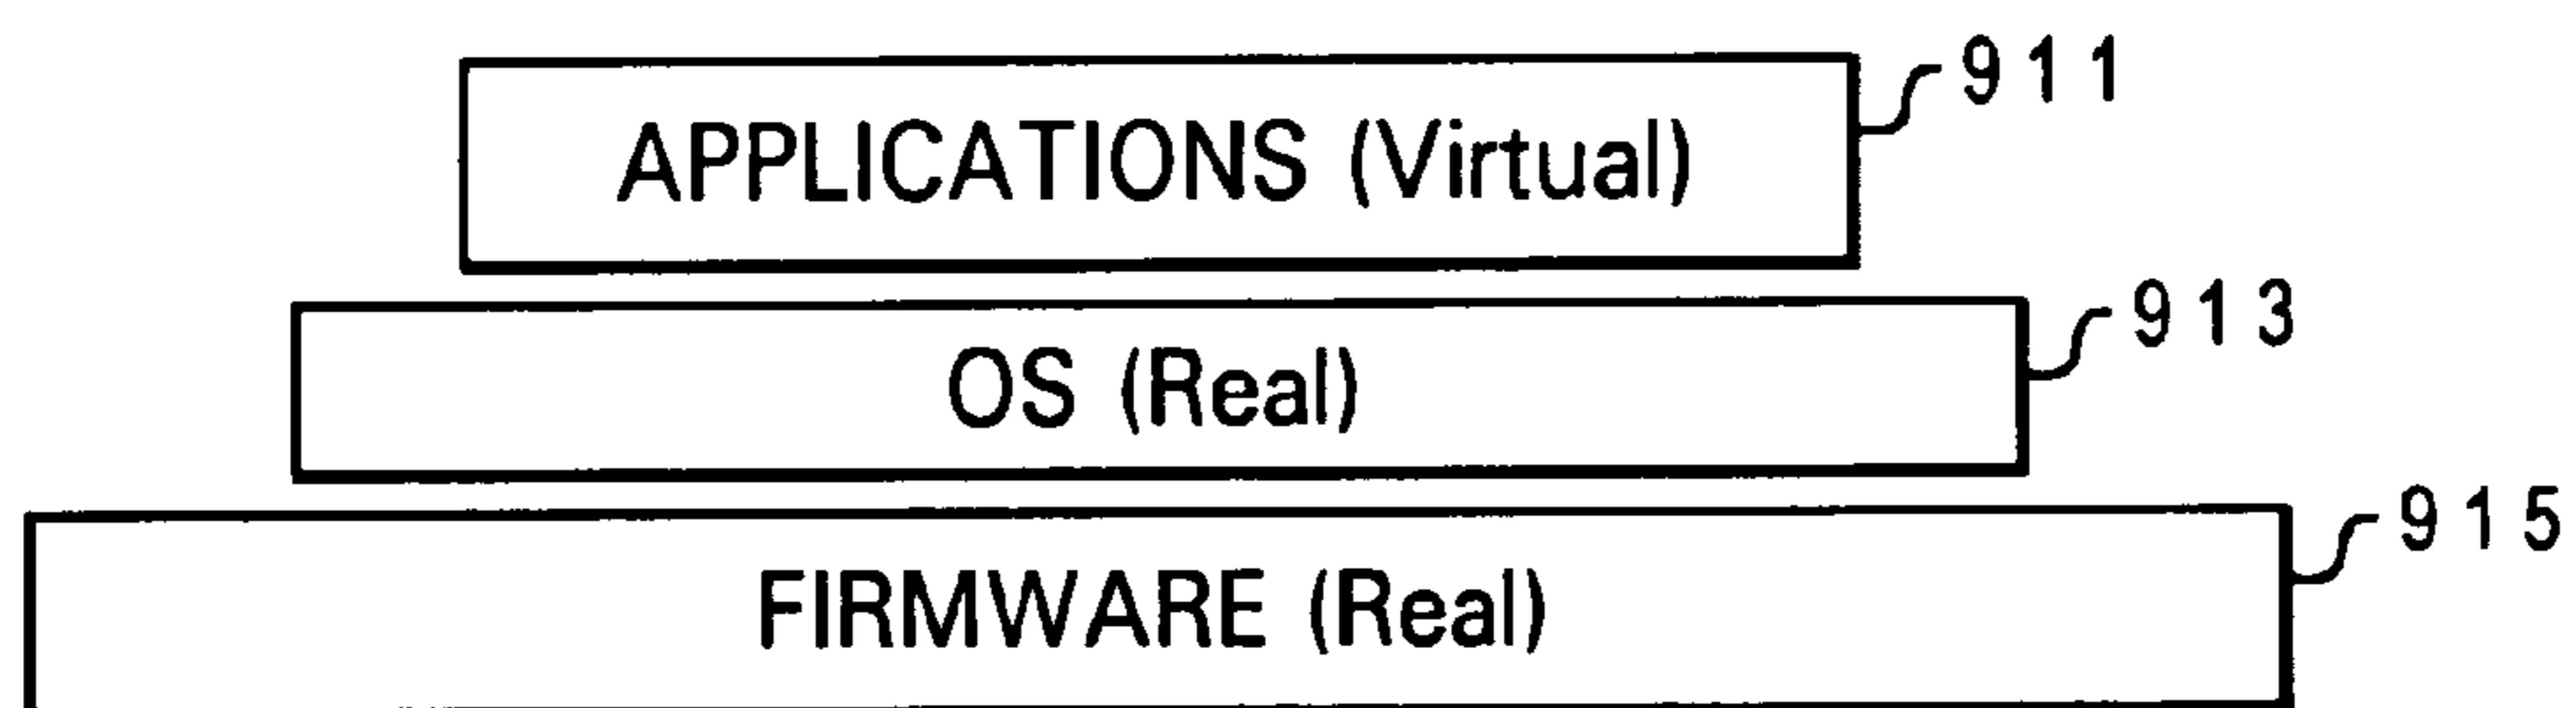 APPLICATIONS (Virtual) 911
OS (Real) 913
FIRMWARE (Real) 915